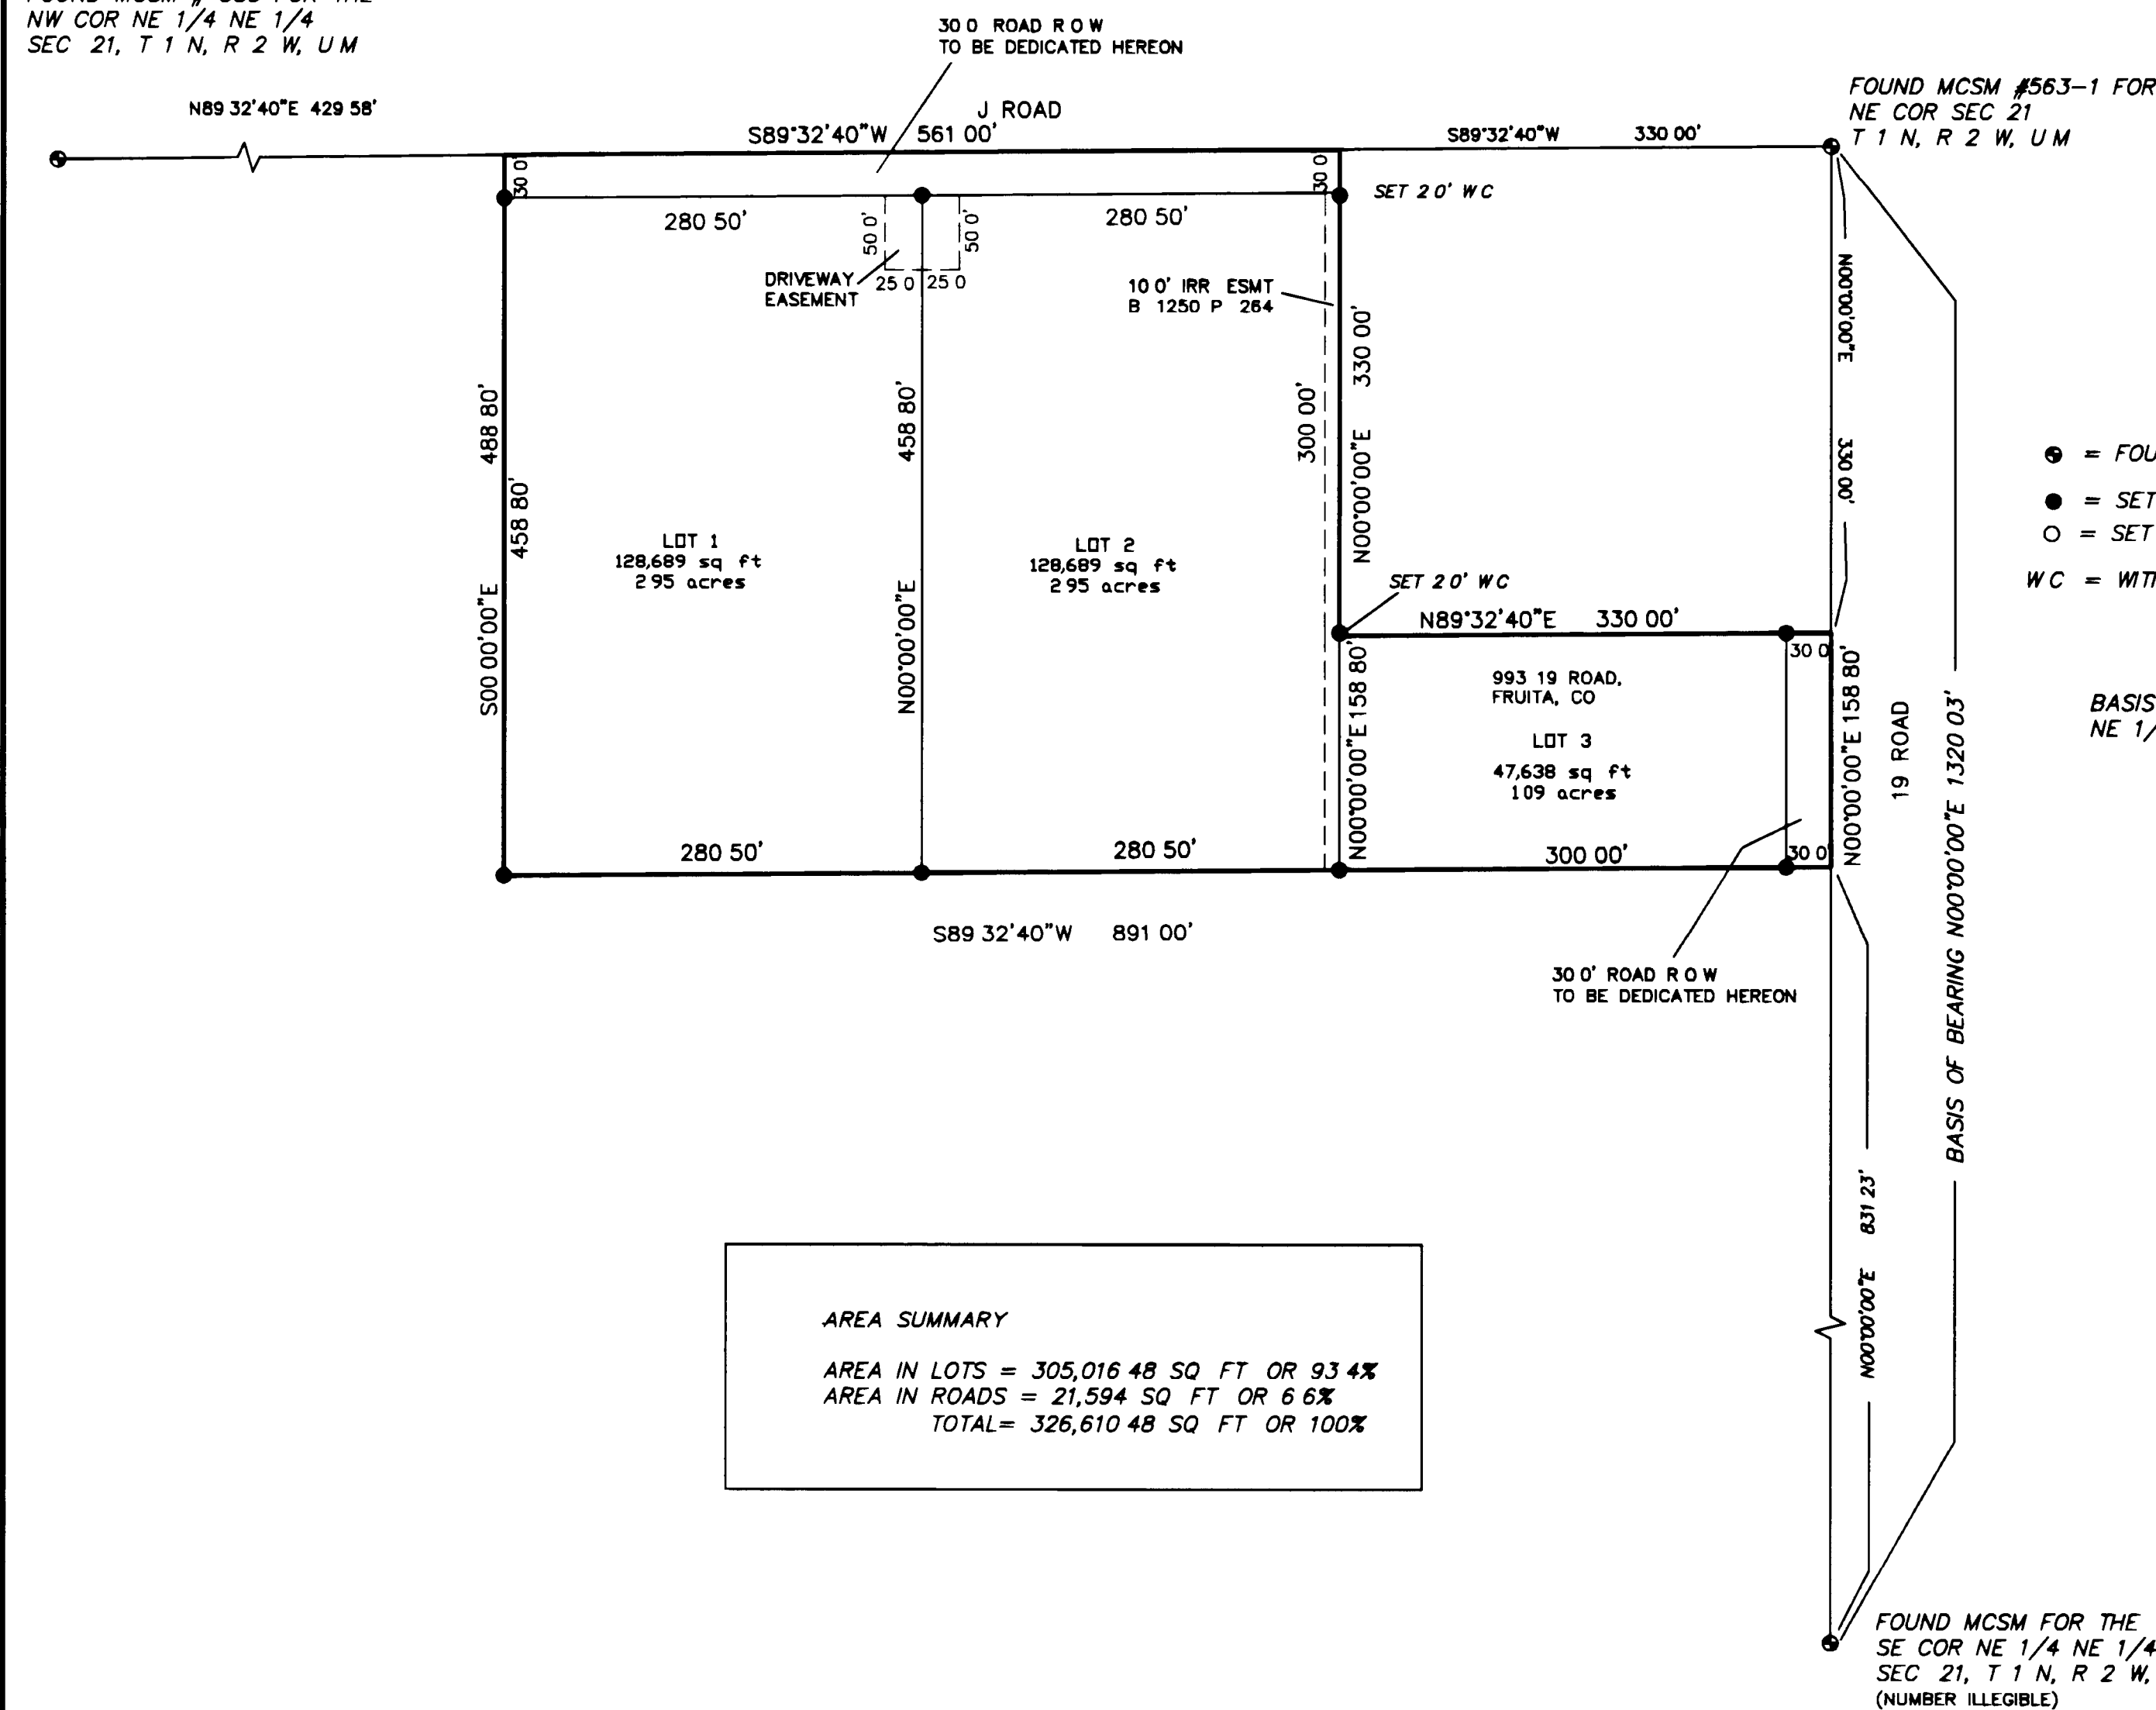 NW COR NE 1/4 NE 1/4
SEC 21, T 1 N, R 2 W, U M
30 0 ROAD R O W
TO BE DEDICATED HEREON
N89 32'40"E 429 58'
J ROAD
S89°32'40"W 561 00'
S89°32'40"W 330 00'
FOUND MCSM #563-1 FOR
NE COR SEC 21
T 1 N, R 2 W, U M
30 0
30 0
SET 2 0' W C
280 50'
280 50'
50 0'
50 0'
DRIVEWAY
EASEMENT
25 0
25 0
10 0' IRR ESMT
B 1250 P 264
N00°00'00"E 330 00'
300 00'
N00°00'00"E 330 00'
S00 00'00"E 488 80'
458 80'
N00°00'00"E 458 80'
LOT 1
128,689 sq ft
2 95 acres
LOT 2
128,689 sq ft
2 95 acres
SET 2 0' W C
N89°32'40"E 330 00'
= FOU
= SET
= SET
W C = WIT
30 0
993 19 ROAD,
FRUITA, CO
LOT 3
47,638 sq ft
1 09 acres
N00°00'00"E 158 80'
N00°00'00"E 158 80'
19 ROAD
BASIS OF BEARING N00°00'00"E 1320 03'
BASIS
NE 1/
280 50'
280 50'
300 00'
30 0'
S89 32'40"W 891 00'
30 0' ROAD R O W
TO BE DEDICATED HEREON
N00°00'00"E 831 23'
AREA SUMMARY
AREA IN LOTS = 305,016 48 SQ FT OR 93 4%
AREA IN ROADS = 21,594 SQ FT OR 6 6%
TOTAL= 326,610 48 SQ FT OR 100%
FOUND MCSM FOR THE
SE COR NE 1/4 NE 1/4
SEC 21, T 1 N, R 2 W,
(NUMBER ILLEGIBLE)